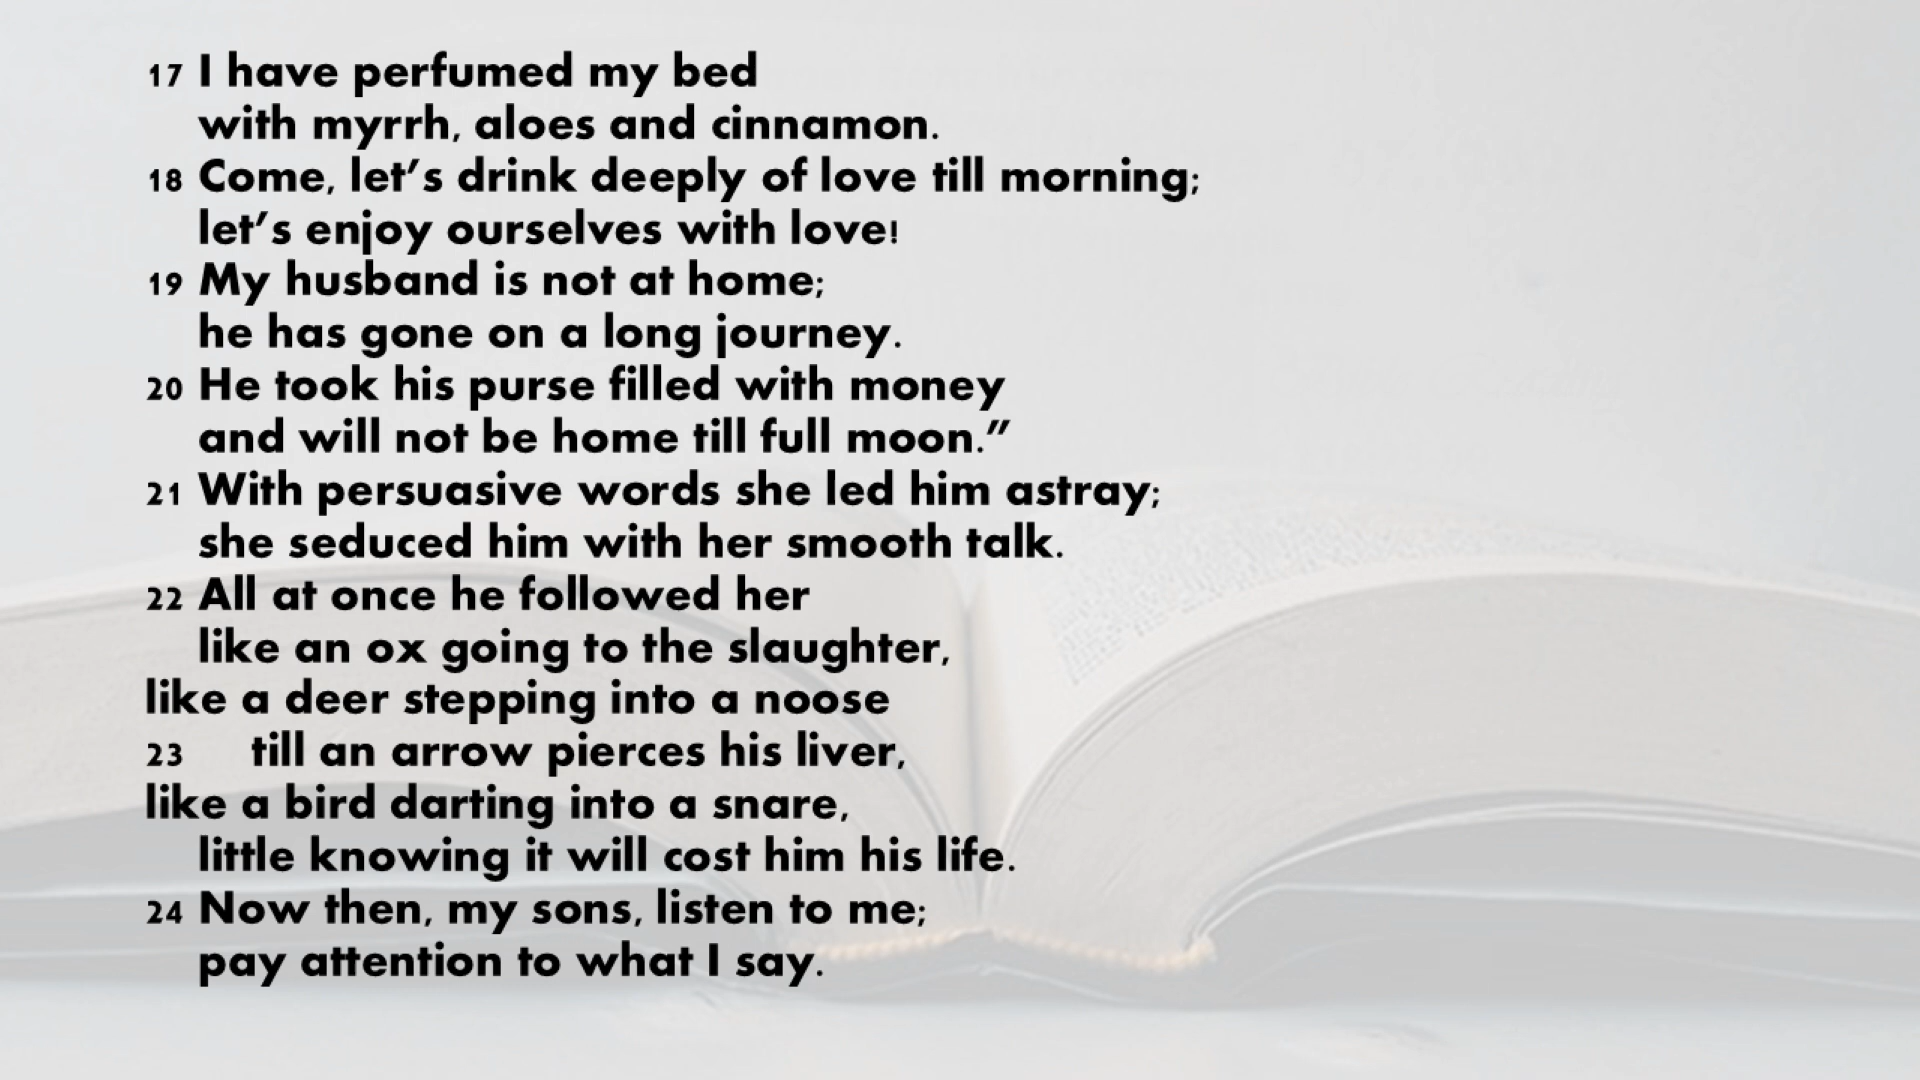 17 I have perfumed my bed
with myrrh, aloes and cinnamon.
18 Come, let’s drink deeply of love till morning;
let’s enjoy ourselves with love!
19 My husband is not at home;
he has gone on a long journey.
20 He took his purse filled with money
and will not be home till full moon.”
21 With persuasive words she led him astray;
she seduced him with her smooth talk.
22 All at once he followed her
like an ox going to the slaughter,
like a deer stepping into a noose
23 till an arrow pierces his liver,
like a bird darting into a snare,
little knowing it will cost him his life.
24 Now then, my sons, listen to me;
pay attention to what I say.